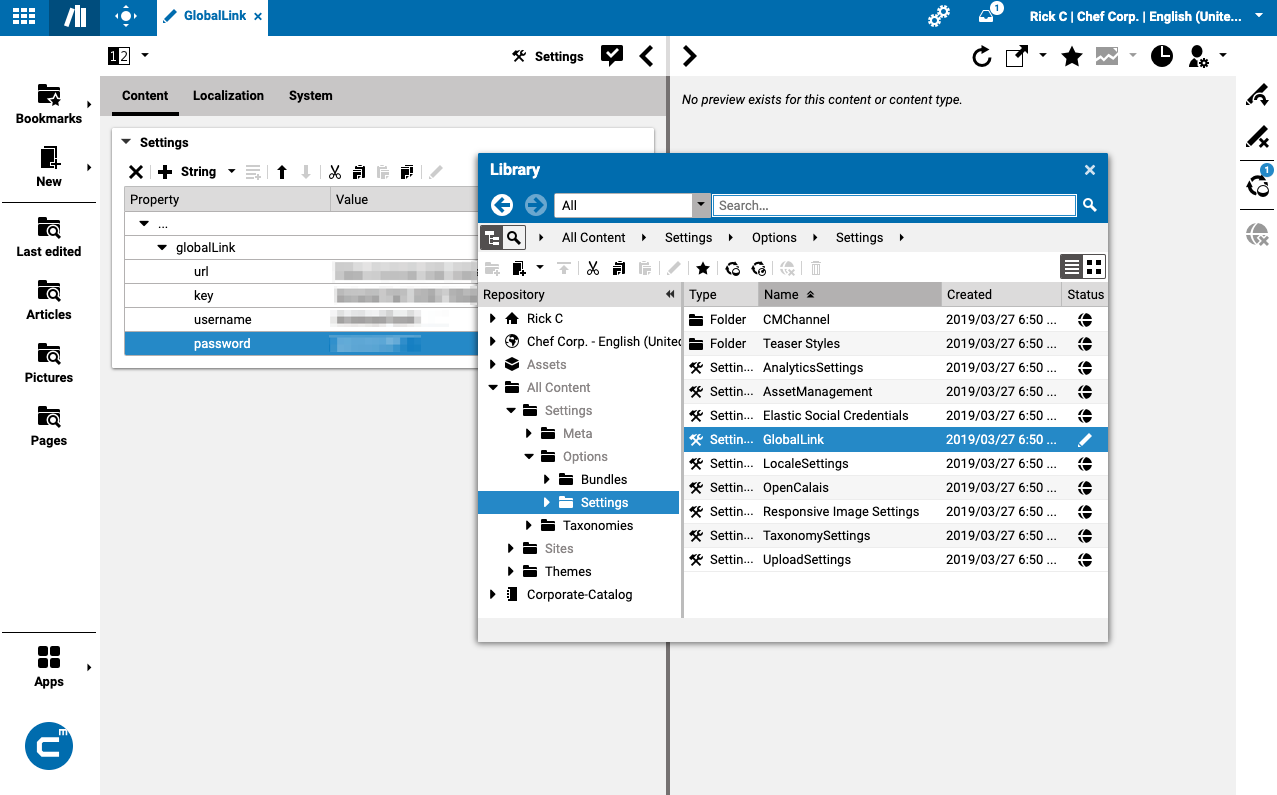 GlobalLink
1
Rick C | Chef Corp. | English (Unite...
12
Settings
Content
Localization
System
No preview exists for this content or content type.
Bookmarks
New
Last edited
Articles
Pictures
Pages
Apps
m
1
Settings
String
Property
Value
...
globalLink
url
key
username
password
Library
All
Search...
All Content
Settings
Options
Settings
Repository
Type
Name
Created
Status
Rick C
Chef Corp. - English (United
Assets
All Content
Settings
Meta
Options
Bundles
Settings
Taxonomies
Sites
Themes
Corporate-Catalog
Folder CMChannel 2019/03/27 6:50 ...
Folder Teaser Styles 2019/03/27 6:50 ...
Settin... AnalyticsSettings 2019/03/27 6:50 ...
Settin... AssetManagement 2019/03/27 6:50 ...
Settin... Elastic Social Credentials 2019/03/27 6:50 ...
Settin... GlobalLink 2019/03/27 6:50 ...
Settin... LocaleSettings 2019/03/27 6:50 ...
Settin... OpenCalais 2019/03/27 6:50 ...
Settin... Responsive Image Settings 2019/03/27 6:50 ...
Settin... TaxonomySettings 2019/03/27 6:50 ...
Settin... UploadSettings 2019/03/27 6:50 ...